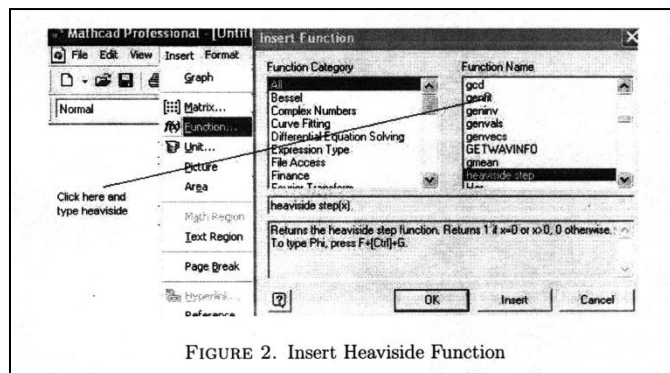 Mathcad Professional - [Untitl
File Edit View Insert Format
Normal
Graph
Matrix...
f(x) Function...
Unit...
Picture
Area
Math Region
Text Region
Page Break
Hyperlink...
Reference
Click here and
type heaviside
Insert Function
Function Category
All
Bessel
Complex Numbers
Curve Fitting
Differential Equation Solving
Expression Type
File Access
Finance
Fourier Transform
Function Name
gcd
genfit
geninv
genvals
genvecs
GETWAVINFO
gmean
heaviside step
Her
heaviside step(x)
Returns the heaviside step function. Returns 1 if x=0 or x>0, 0 otherwise.
To type Phi, press F+[Ctrl]+G.
OK Insert Cancel
FIGURE 2. Insert Heaviside Function